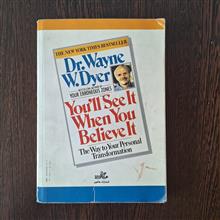 THE NEW YORK TIMES BESTSELLER
Dr. Wayne
W. Dyer
YOUR ERRONEOUS ZONES
You'll See It
When You
Believe It
The Way to Your Personal
Transformation